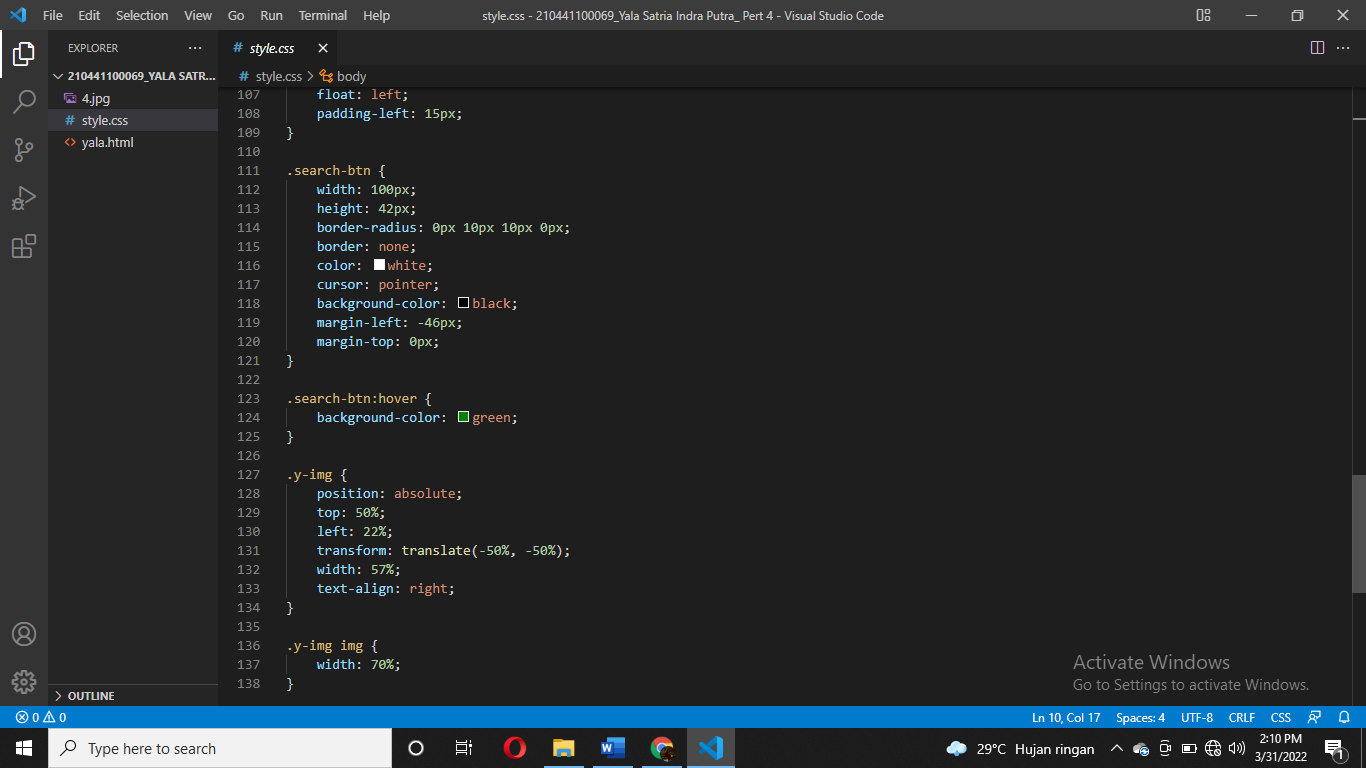 File Edit Selection View Go Run Terminal Help style.css - 210441100069_Yala Satria Indra Putra_ Pert 4 - Visual Studio Code
EXPLORER ···
210441100069_YALA SATR...
4.jpg
# style.css
<> yala.html
OUTLINE
# style.css
# style.css > body
107 float: left;
108 padding-left: 15px;
109 }
110
111 .search-btn {
112 width: 100px;
113 height: 42px;
114 border-radius: 0px 10px 10px 0px;
115 border: none;
116 color: white;
117 cursor: pointer;
118 background-color: black;
119 margin-left: -46px;
120 margin-top: 0px;
121 }
122
123 .search-btn:hover {
124 background-color: green;
125 }
126
127 .y-img {
128 position: absolute;
129 top: 50%;
130 left: 22%;
131 transform: translate(-50%, -50%);
132 width: 57%;
133 text-align: right;
134 }
135
136 .y-img img {
137 width: 70%;
138 }
Activate Windows
Go to Settings to activate Windows.
0 0 Ln 10, Col 17 Spaces: 4 UTF-8 CRLF CSS
Type here to search
29°C Hujan ringan
2:10 PM
3/31/2022
1